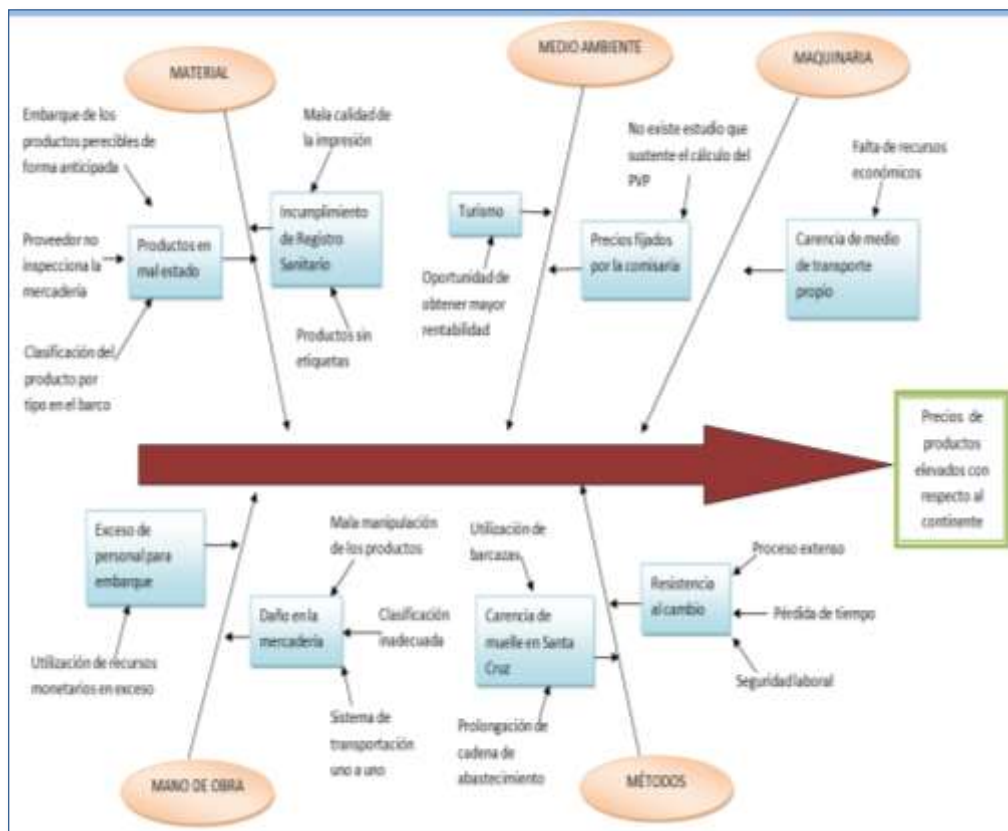 MATERIAL
MEDIO AMBIENTE
MAQUINARIA
Embarque de los
productos perecibles de
forma anticipada
Mala calidad de
la impresión
Proveedor no
inspecciona la
mercadería
Productos en
mal estado
Incumplimiento
de Registro
Sanitario
Clasificación del
producto por
tipo en el barco
Productos sin
etiquetas
Turismo
Oportunidad de
obtener mayor
rentabilidad
No existe estudio que
sustente el cálculo del
PVP
Precios fijados
por la comisaría
Falta de recursos
económicos
Carencia de medio
de transporte
propio
Precios de
productos
elevados con
respecto al
continente
Exceso de
personal para
embarque
Utilización de recursos
monetarios en exceso
Mala manipulación
de los productos
Daño en la
mercadería
Clasificación
inadecuada
Sistema de
transportación
uno a uno
Utilización de
barcazas
Carencia de
muelle en Santa
Cruz
Prolongación de
cadena de
abastecimiento
Resistencia
al cambio
Proceso extenso
Pérdida de tiempo
Seguridad laboral
MANO DE OBRA
MÉTODOS